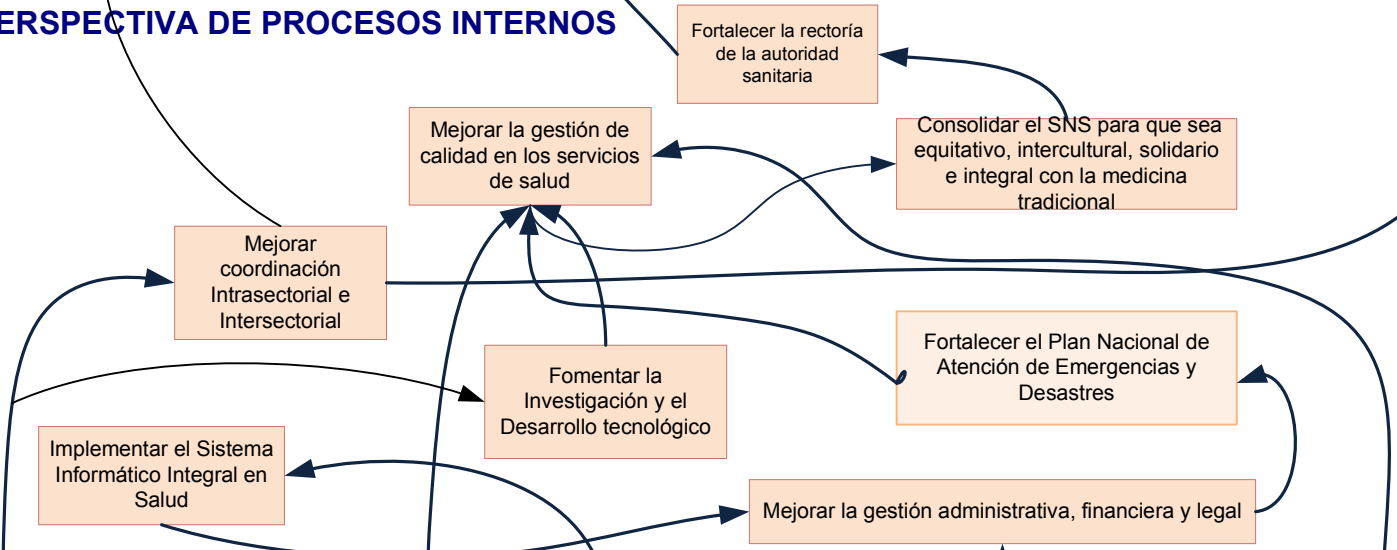 ERSPECTIVA DE PROCESOS INTERNOS
Fortalecer la rectoría
de la autoridad
sanitaria
Mejorar la gestión de
calidad en los servicios
de salud
Consolidar el SNS para que sea
equitativo, intercultural, solidario
e integral con la medicina
tradicional
Mejorar
coordinación
Intrasectorial e
Intersectorial
Fortalecer el Plan Nacional de
Atención de Emergencias y
Desastres
Fomentar la
Investigación y el
Desarrollo tecnológico
Implementar el Sistema
Informático Integral en
Salud
Mejorar la gestión administrativa, financiera y legal